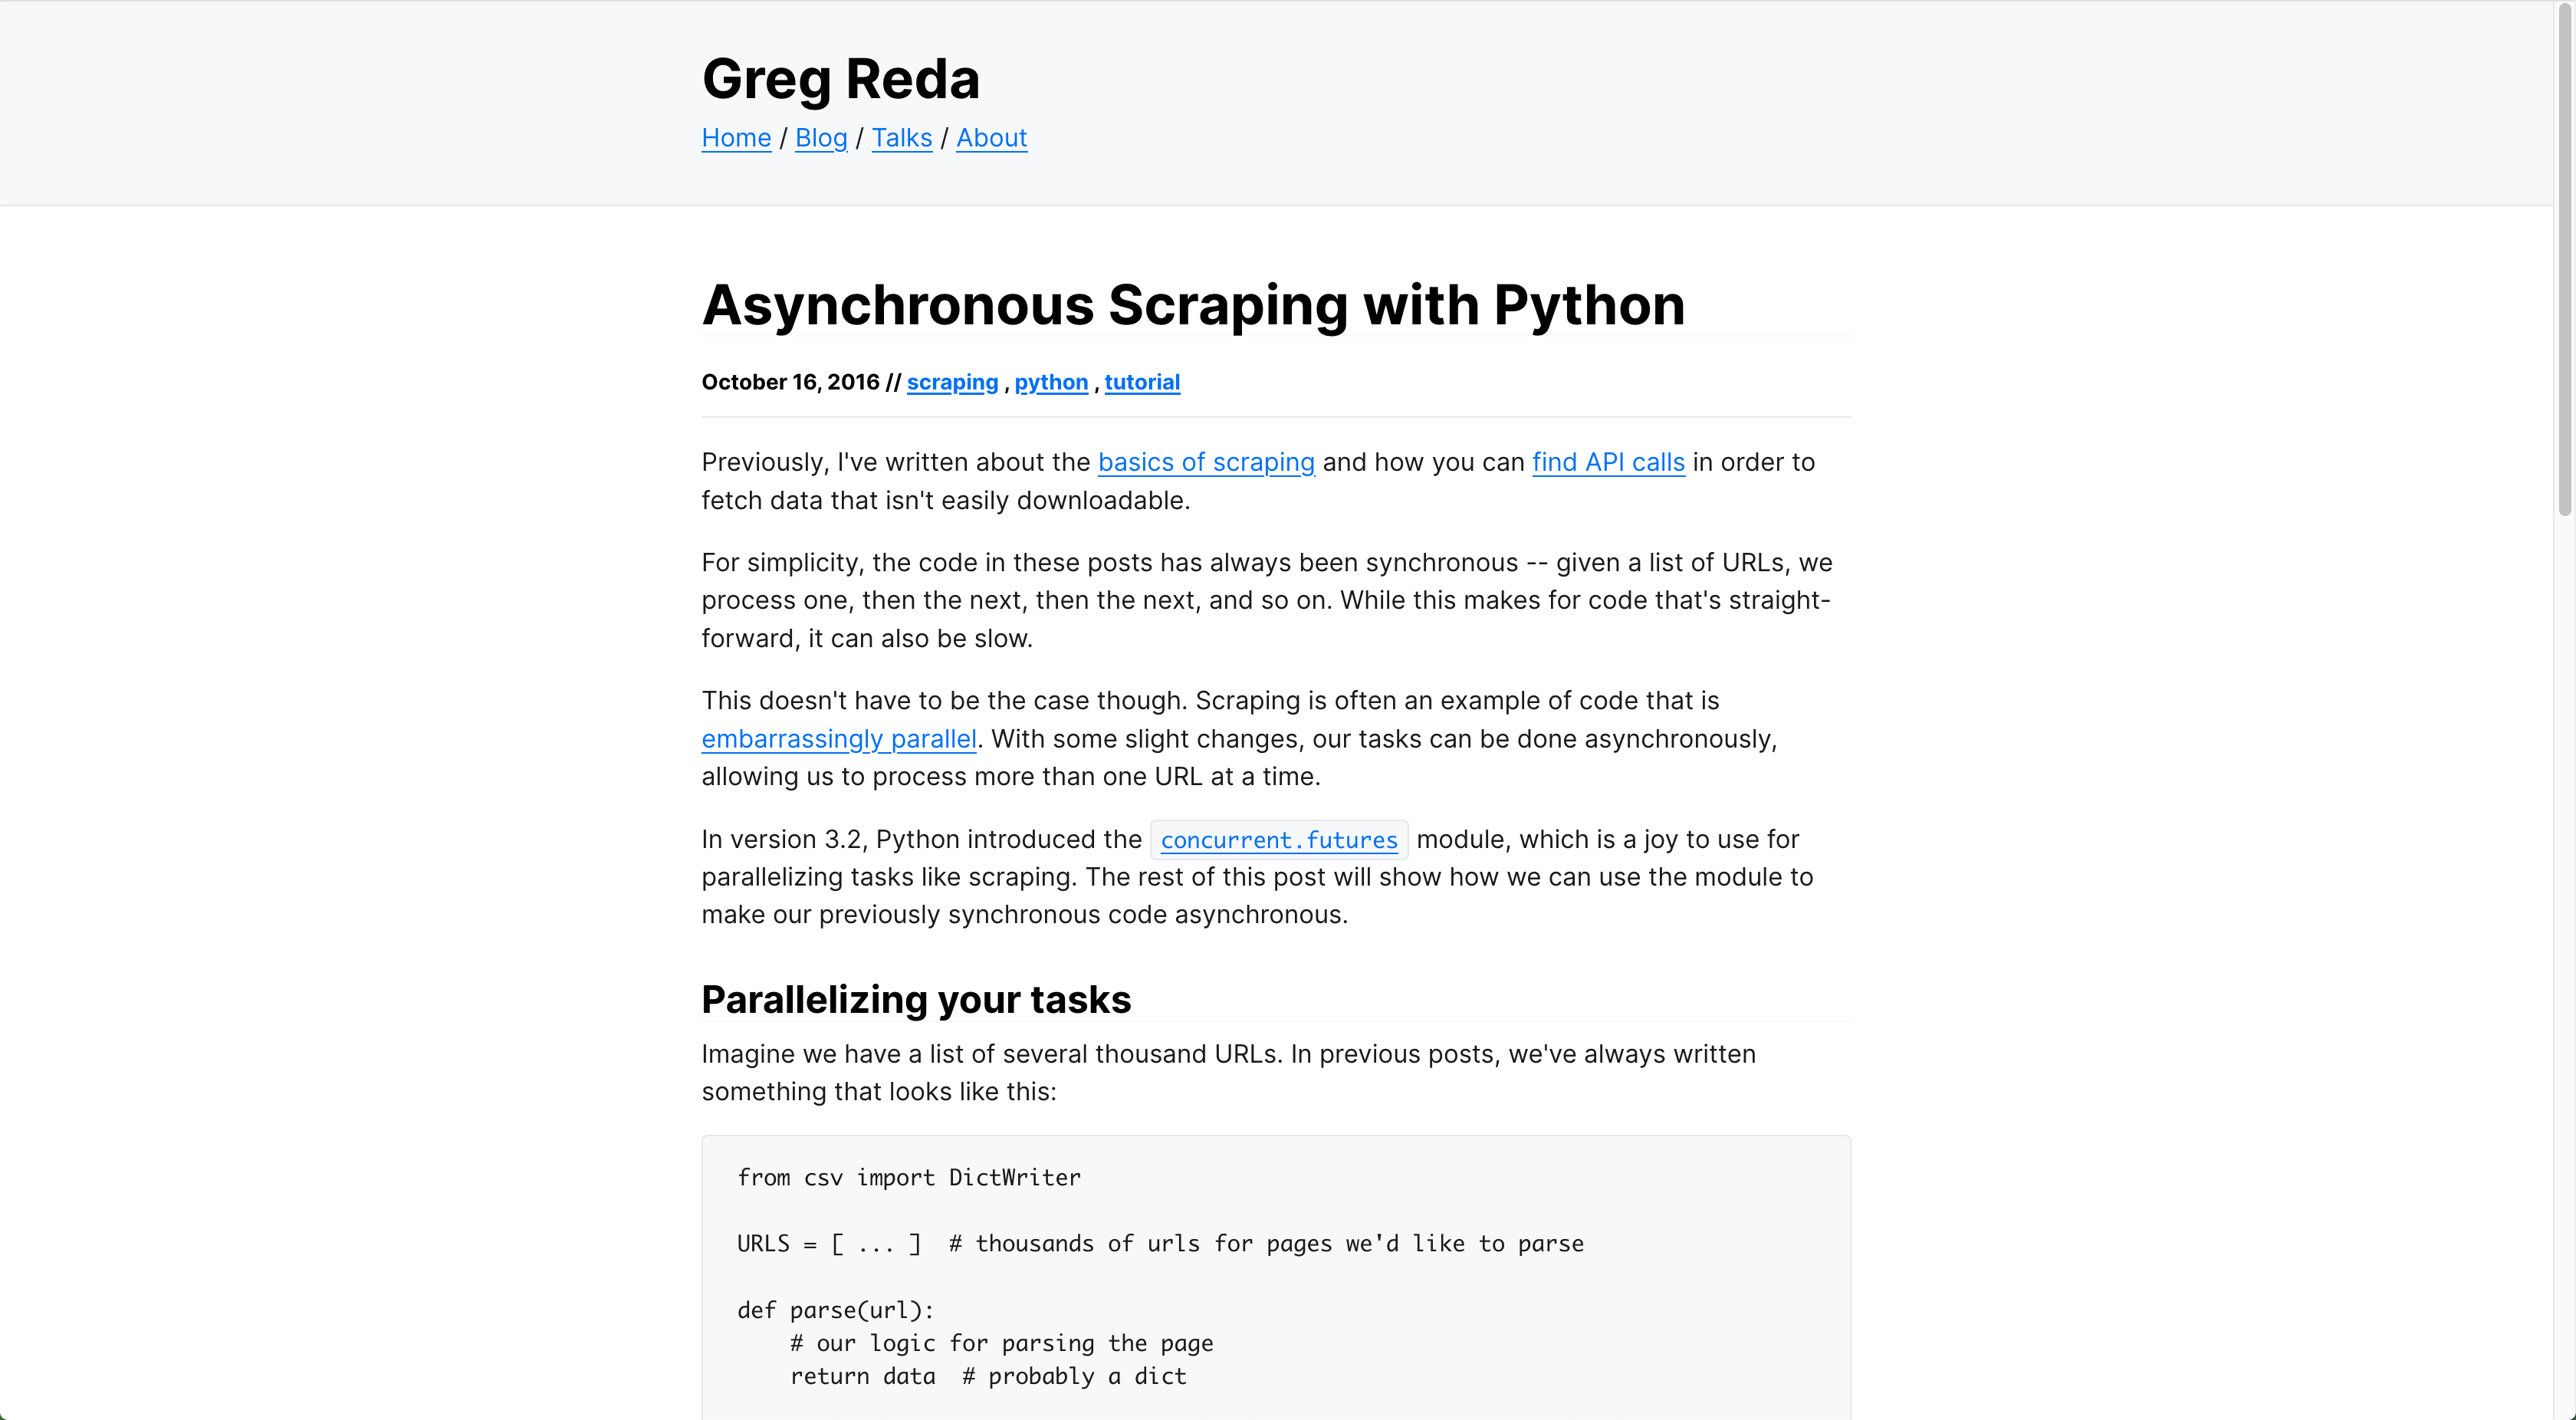 Greg Reda
Home / Blog / Talks / About
Asynchronous Scraping with Python
October 16, 2016 // scraping , python , tutorial
Previously, I've written about the basics of scraping and how you can find API calls in order to
fetch data that isn't easily downloadable.
For simplicity, the code in these posts has always been synchronous -- given a list of URLs, we
process one, then the next, then the next, and so on. While this makes for code that's straight-
forward, it can also be slow.
This doesn't have to be the case though. Scraping is often an example of code that is
embarrassingly parallel. With some slight changes, our tasks can be done asynchronously,
allowing us to process more than one URL at a time.
In version 3.2, Python introduced the concurrent.futures module, which is a joy to use for
parallelizing tasks like scraping. The rest of this post will show how we can use the module to
make our previously synchronous code asynchronous.
Parallelizing your tasks
Imagine we have a list of several thousand URLs. In previous posts, we've always written
something that looks like this:
from csv import DictWriter
URLS = [ ... ]  # thousands of urls for pages we'd like to parse
def parse(url):
    # our logic for parsing the page
    return data  # probably a dict